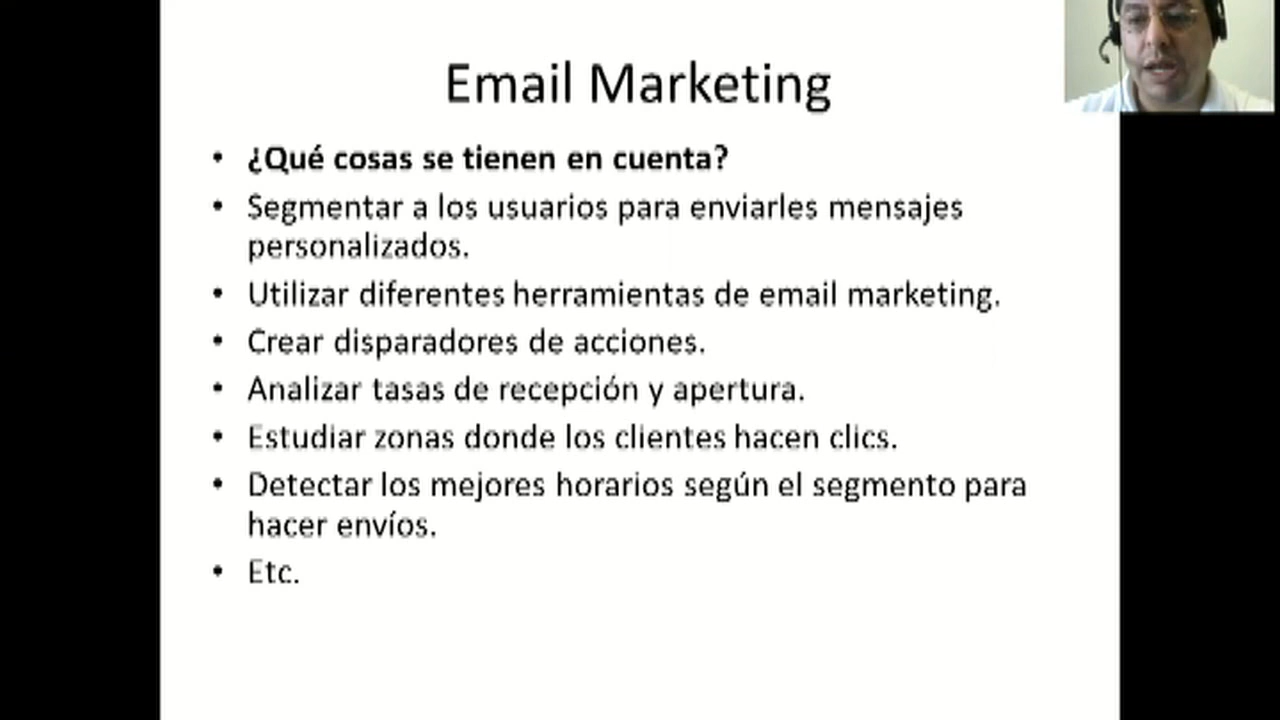 Email Marketing
• ¿Qué cosas se tienen en cuenta?
• Segmentar a los usuarios para enviarles mensajes
personalizados.
• Utilizar diferentes herramientas de email marketing.
• Crear disparadores de acciones.
• Analizar tasas de recepción y apertura.
• Estudiar zonas donde los clientes hacen clics.
• Detectar los mejores horarios según el segmento para
hacer envíos.
• Etc.